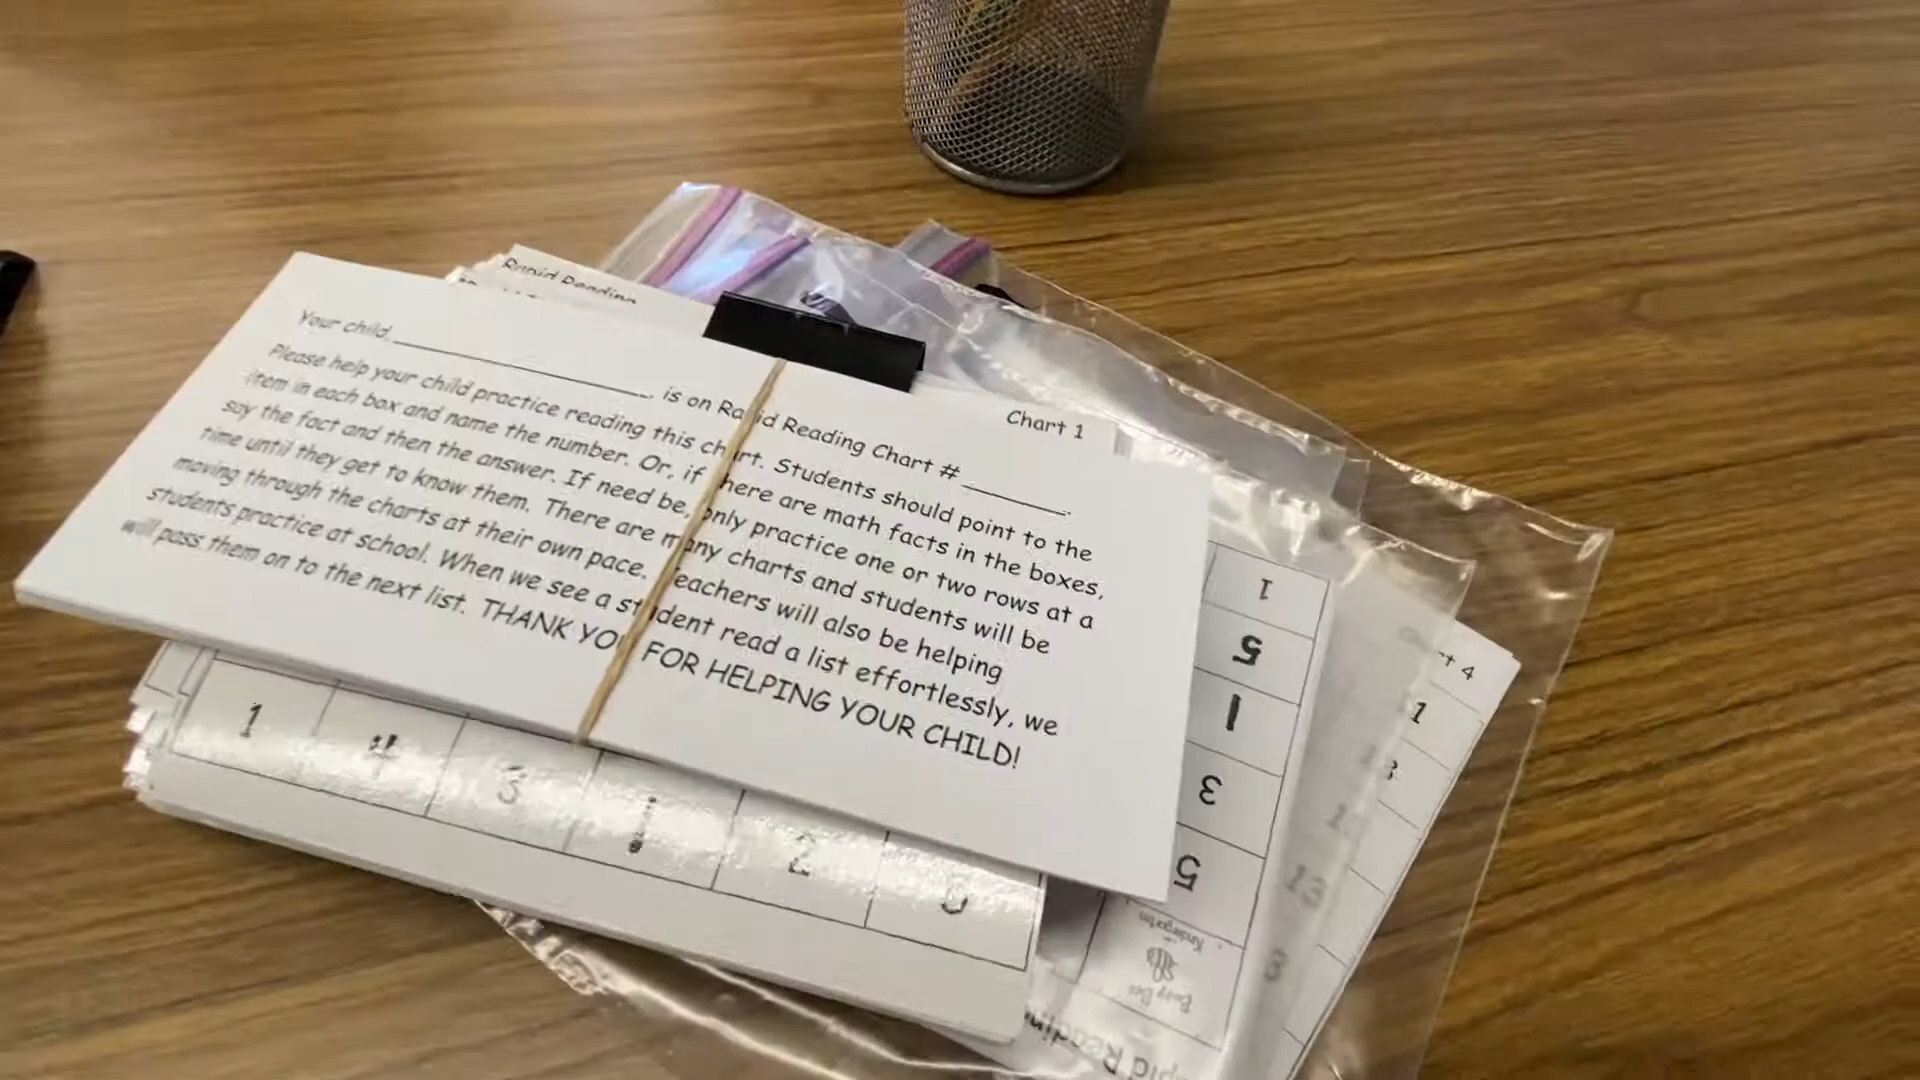 Rapid Reading
Chart 1
Your child, is on Rapid Reading Chart # .
Please help your child practice reading this chart. Students should point to the
item in each box and name the number. Or, if there are math facts in the boxes,
say the fact and then the answer. If need be, only practice one or two rows at a
time until they get to know them. There are many charts and students will be
moving through the charts at their own pace. Teachers will also be helping
students practice at school. When we see a student read a list effortlessly, we
will pass them on to the next list. THANK YOU FOR HELPING YOUR CHILD!
1 4 3 1 2
1
5
1
3
5
Kindergarten
Busy Bee
4
1
13
3